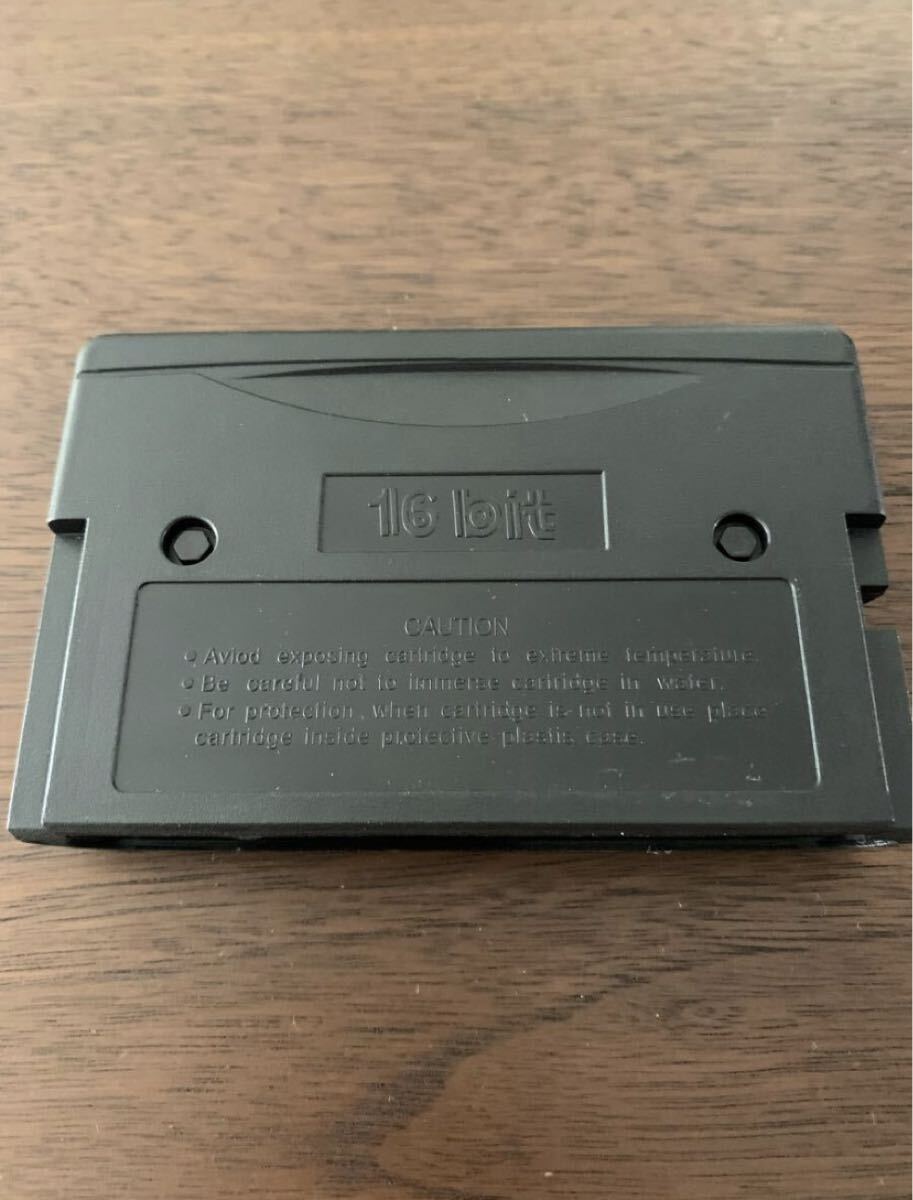 16 bit
CAUTION
Aviod exposing cartridge to extreme temperature.
Be careful not to immerse cartridge in water.
For protection, when cartridge is not in use place
cartridge inside protective plastic case.